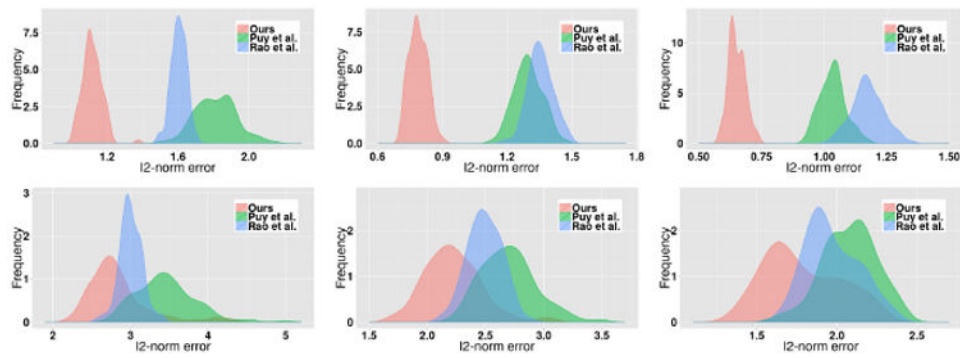 7.5
5.0
2.5
0.0
Frequency
Ours
Puy et al.
Rao et al.
1.2 1.6 2.0
l2-norm error
7.5
5.0
2.5
0.0
Frequency
Ours
Puy et al.
Rao et al.
0.6 0.9 1.2 1.5 1.8
l2-norm error
10
5
0
Frequency
Ours
Puy et al.
Rao et al.
0.50 0.75 1.00 1.25 1.50
l2-norm error
3
2
1
0
Frequency
Ours
Puy et al.
Rao et al.
2 3 4 5
l2-norm error
2
1
0
Frequency
Ours
Puy et al.
Rao et al.
1.5 2.0 2.5 3.0 3.5
l2-norm error
2
1
0
Frequency
Ours
Puy et al.
Rao et al.
1.5 2.0 2.5
l2-norm error